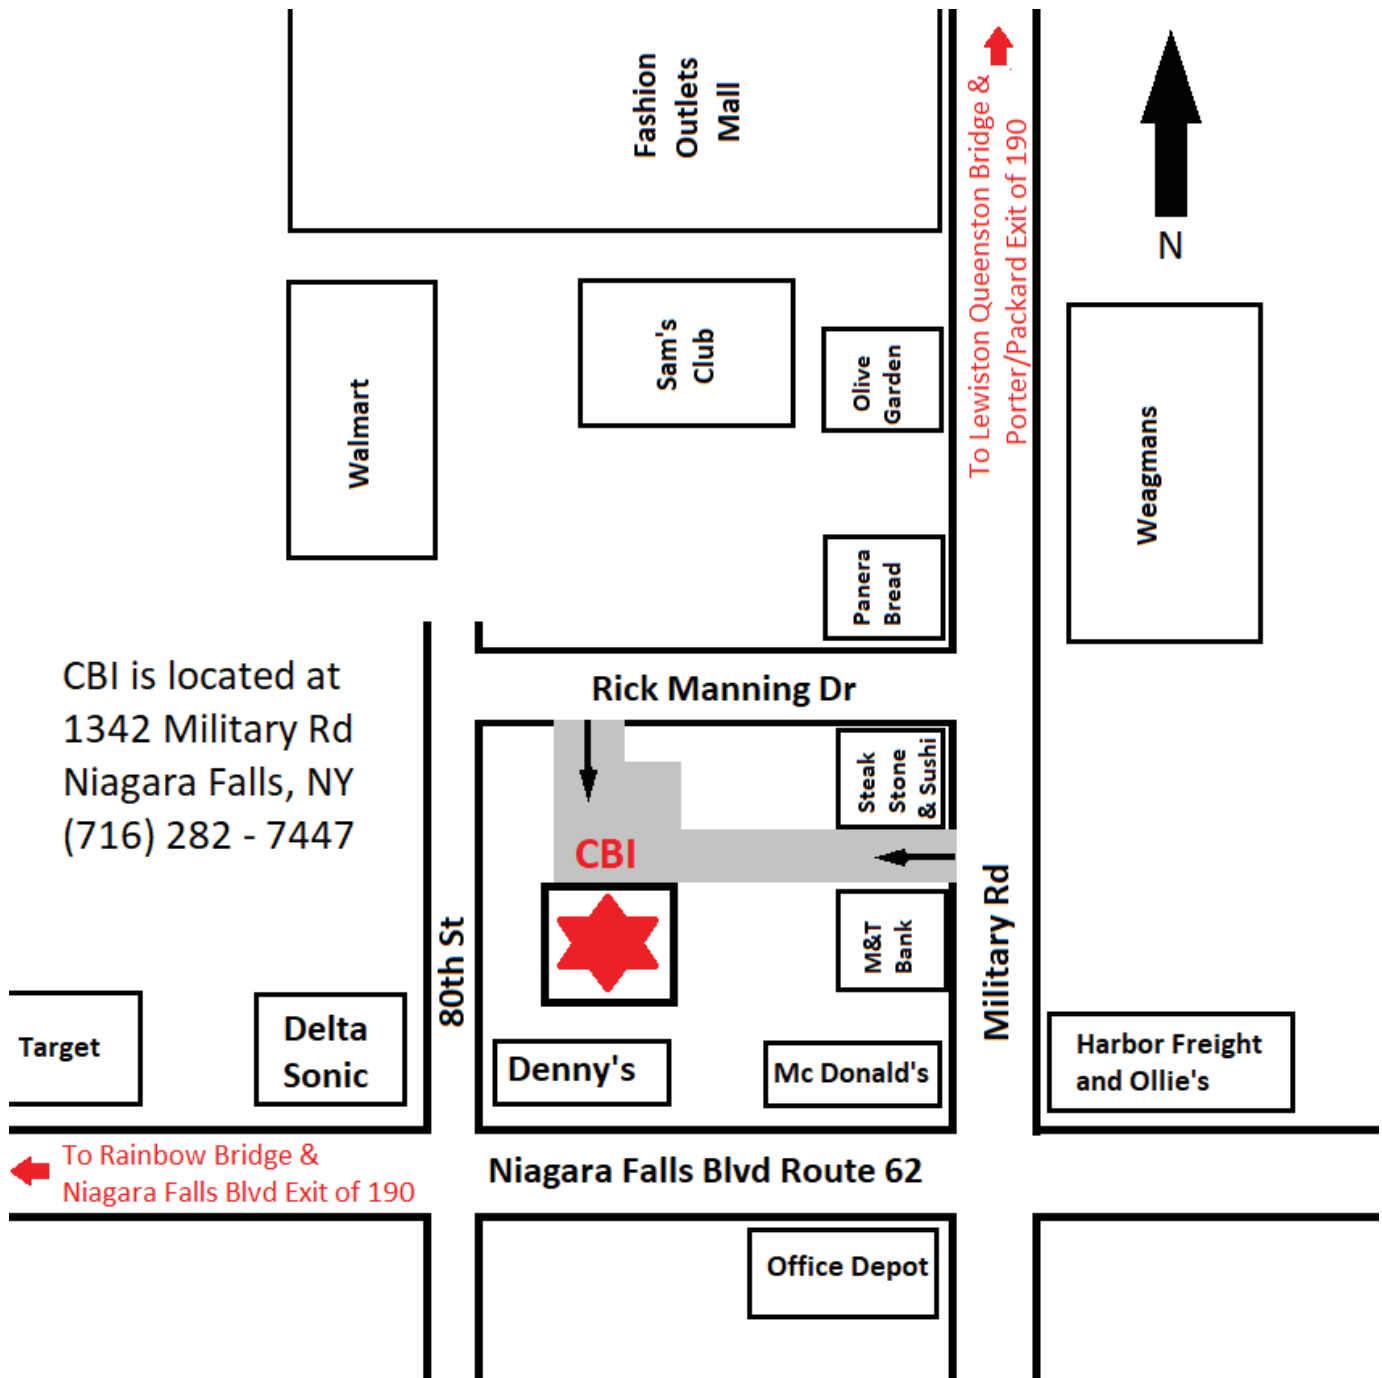 Fashion
Outlets
Mall
To Lewiston Queenston Bridge &
Porter/Packard Exit of 190
N
Walmart
Sam's
Club
Olive
Garden
Weagmans
Panera
Bread
CBI is located at
1342 Military Rd
Niagara Falls, NY
(716) 282 - 7447
Rick Manning Dr
Steak
Stone
& Sushi
CBI
M&T
Bank
80th St
Military Rd
Target
Delta
Sonic
Denny's
Mc Donald's
Harbor Freight
and Ollie's
To Rainbow Bridge &
Niagara Falls Blvd Exit of 190
Niagara Falls Blvd Route 62
Office Depot